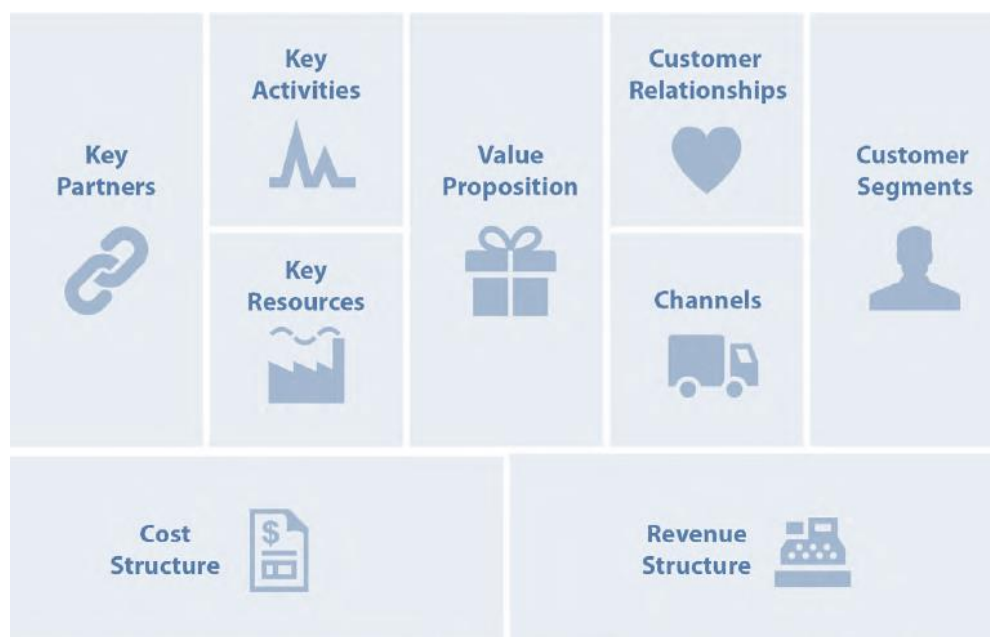 Key
Partners
Key
Activities
Key
Resources
Value
Proposition
Customer
Relationships
Channels
Customer
Segments
Cost
Structure
$
Revenue
Structure